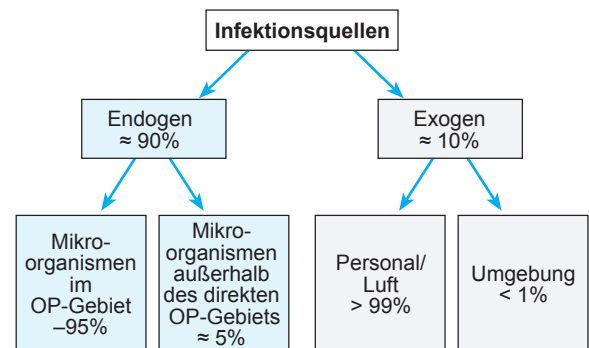 Infektionsquellen
Endogen
≈ 90%
Exogen
≈ 10%
Mikro-
organismen
im
OP-Gebiet
–95%
Mikro-
organismen
außerhalb
des direkten
OP-Gebiets
≈ 5%
Personal/
Luft
> 99%
Umgebung
< 1%